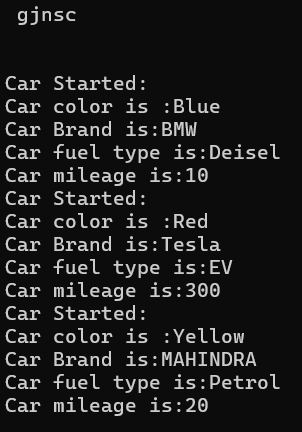 gjnsc
Car Started:
Car color is :Blue
Car Brand is:BMW
Car fuel type is:Deisel
Car mileage is:10
Car Started:
Car color is :Red
Car Brand is:Tesla
Car fuel type is:EV
Car mileage is:300
Car Started:
Car color is :Yellow
Car Brand is:MAHINDRA
Car fuel type is:Petrol
Car mileage is:20